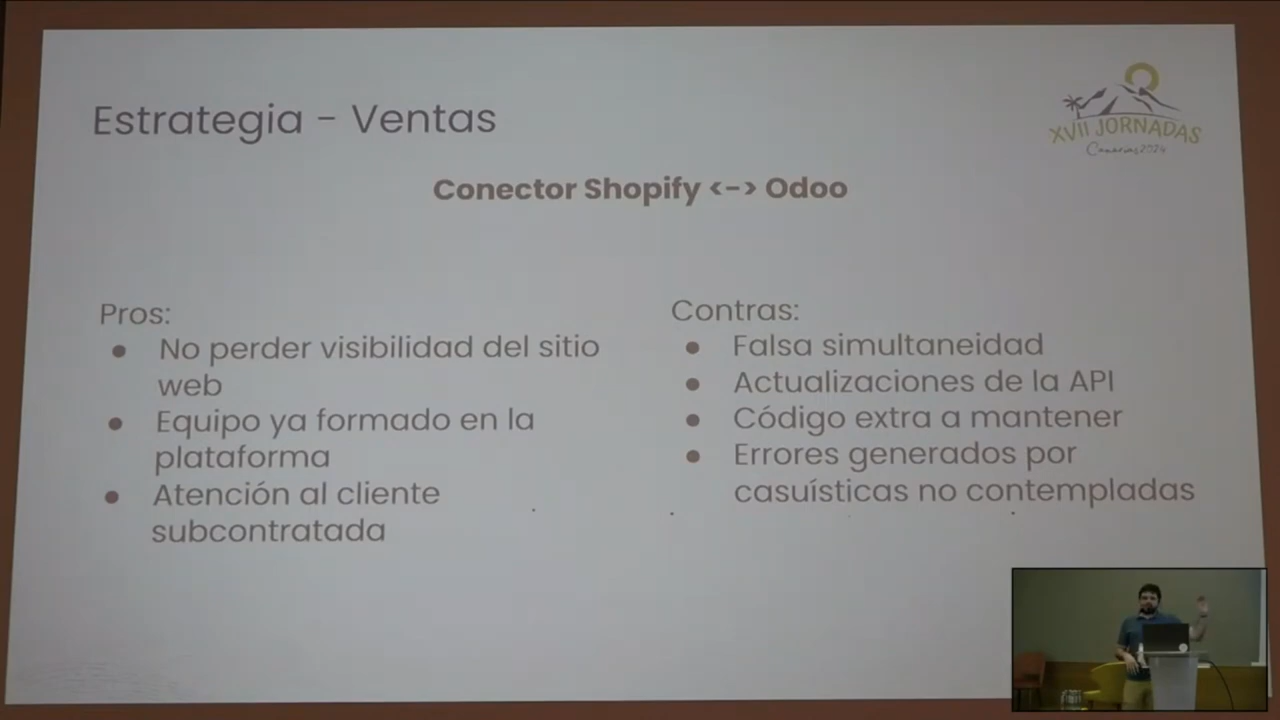 Estrategia - Ventas
XVII JORNADAS
Canarias 2024
Conector Shopify <-> Odoo
Pros:
● No perder visibilidad del sitio
web
● Equipo ya formado en la
plataforma
● Atención al cliente
subcontratada
Contras:
● Falsa simultaneidad
● Actualizaciones de la API
● Código extra a mantener
● Errores generados por
casuísticas no contempladas